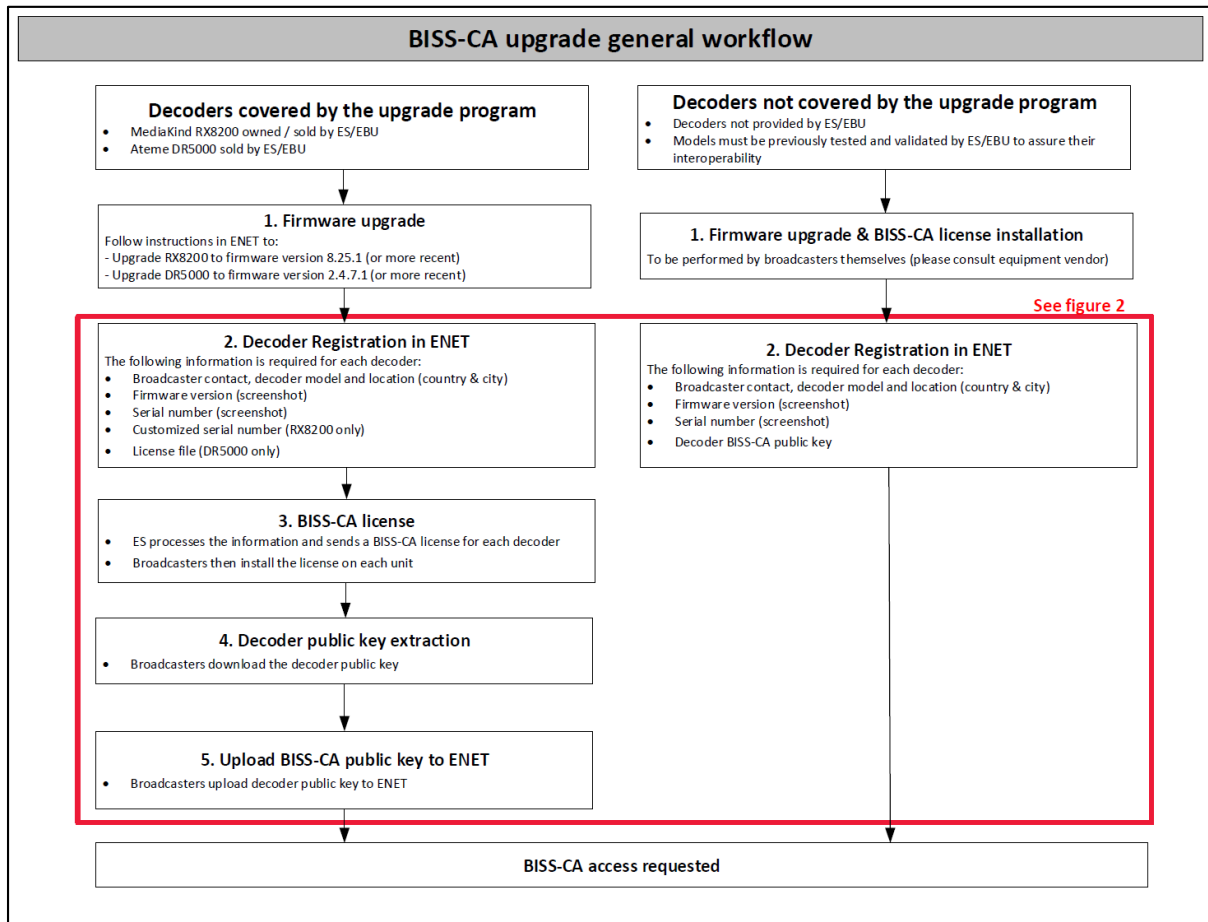 BISS-CA upgrade general workflow
Decoders covered by the upgrade program
• MediaKind RX8200 owned / sold by ES/EBU
• Ateme DR5000 sold by ES/EBU
1. Firmware upgrade
Follow instructions in ENET to:
- Upgrade RX8200 to firmware version 8.25.1 (or more recent)
- Upgrade DR5000 to firmware version 2.4.7.1 (or more recent)
2. Decoder Registration in ENET
The following information is required for each decoder:
• Broadcaster contact, decoder model and location (country & city)
• Firmware version (screenshot)
• Serial number (screenshot)
• Customized serial number (RX8200 only)
• License file (DR5000 only)
3. BISS-CA license
• ES processes the information and sends a BISS-CA license for each decoder
• Broadcasters then install the license on each unit
4. Decoder public key extraction
• Broadcasters download the decoder public key
5. Upload BISS-CA public key to ENET
• Broadcasters upload decoder public key to ENET
Decoders not covered by the upgrade program
• Decoders not provided by ES/EBU
• Models must be previously tested and validated by ES/EBU to assure their
interoperability
1. Firmware upgrade & BISS-CA license installation
To be performed by broadcasters themselves (please consult equipment vendor)
See figure 2
2. Decoder Registration in ENET
The following information is required for each decoder:
• Broadcaster contact, decoder model and location (country & city)
• Firmware version (screenshot)
• Serial number (screenshot)
• Decoder BISS-CA public key
BISS-CA access requested